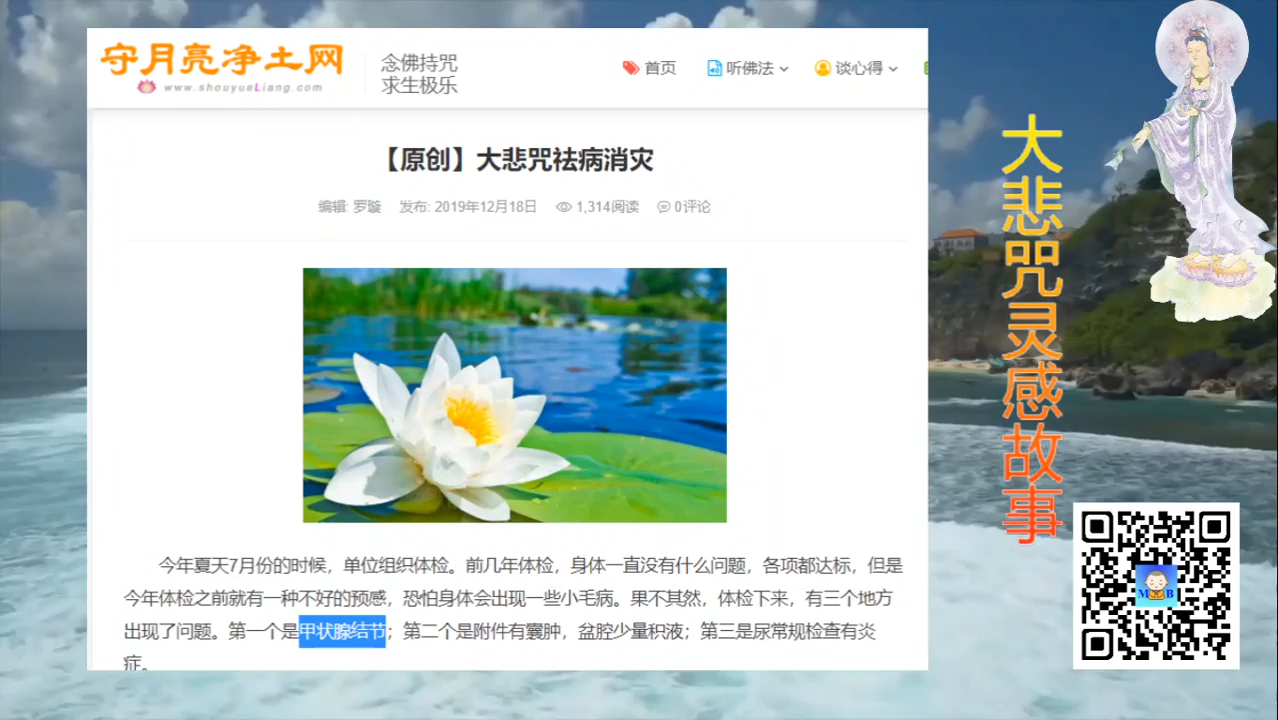 守月亮净土网
www.shouyueLiang.com
念佛持咒
求生极乐
首页
听佛法
谈心得
【原创】大悲咒祛病消灾
编辑: 罗璇 发布: 2019年12月18日 1,314阅读 0评论
今年夏天7月份的时候，单位组织体检。前几年体检，身体一直没有什么问题，各项都达标，但是
今年体检之前就有一种不好的预感，恐怕身体会出现一些小毛病。果不其然，体检下来，有三个地方
出现了问题。第一个是甲状腺结节；第二个是附件有囊肿，盆腔少量积液；第三是尿常规检查有炎
症。
大悲咒灵感故事
M B